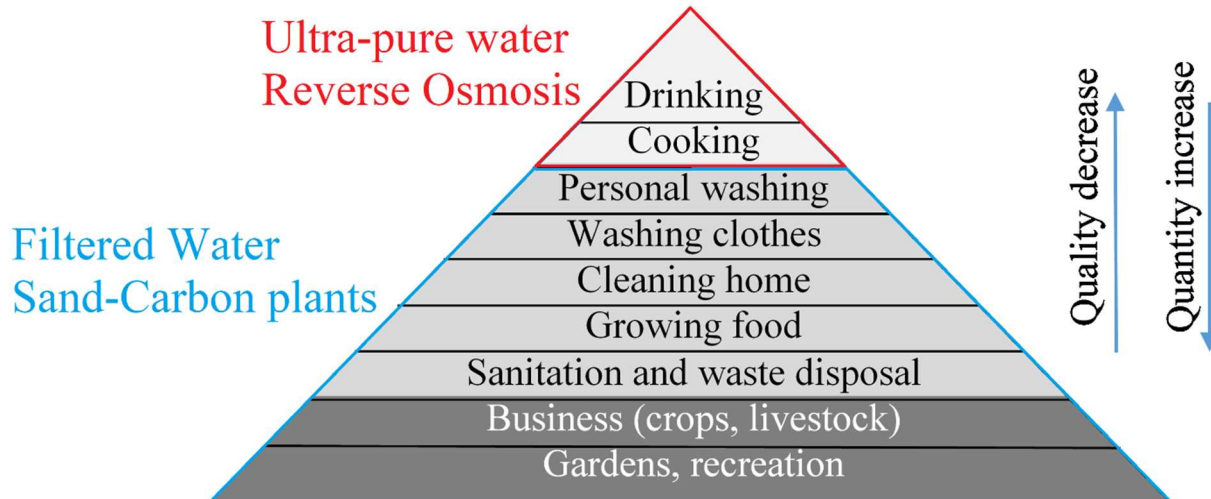 Ultra-pure water
Reverse Osmosis
Drinking
Cooking
Personal washing
Washing clothes
Cleaning home
Growing food
Sanitation and waste disposal
Business (crops, livestock)
Gardens, recreation
Filtered Water
Sand-Carbon plants
Quality decrease
Quantity increase